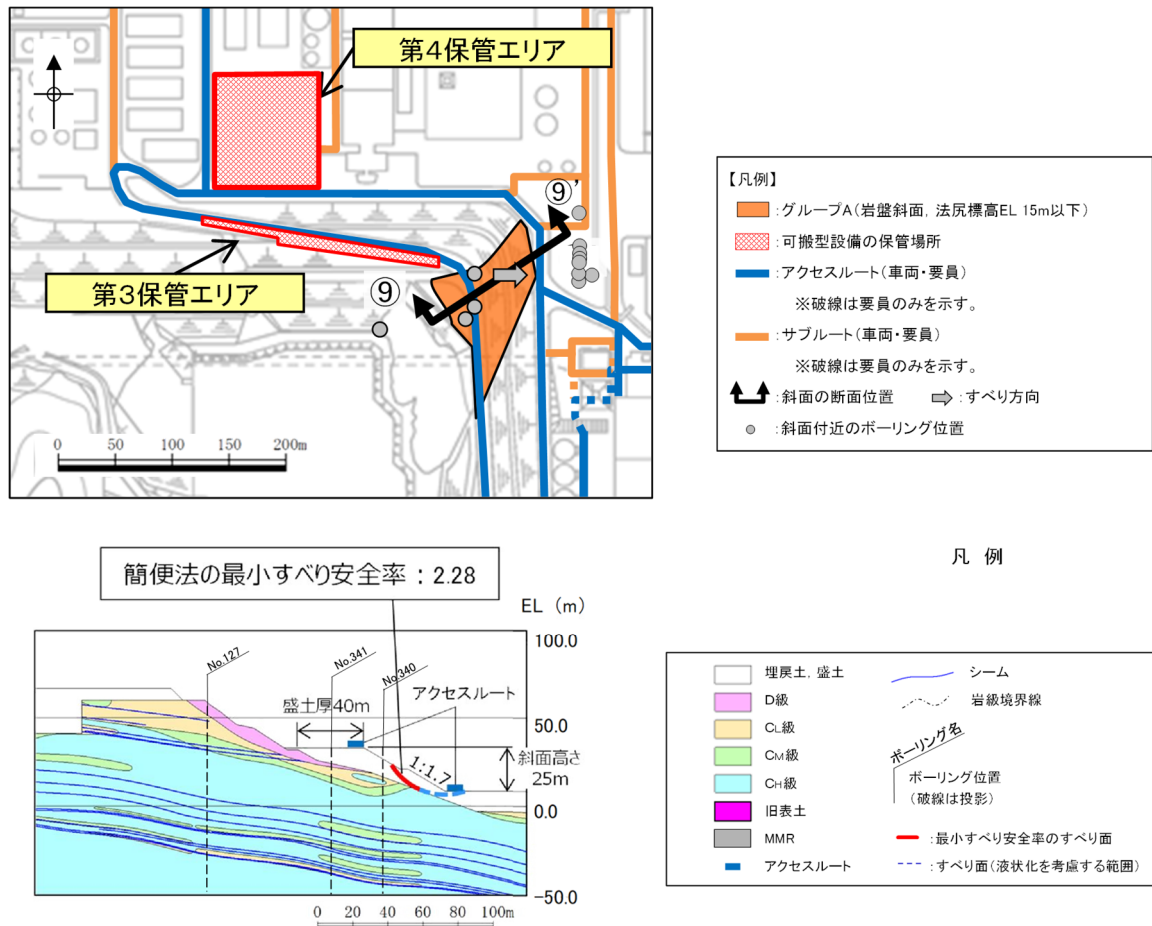 第4保管エリア
⑨'
第3保管エリア
⑨
0 50 100 150 200m
【凡例】
:グループA(岩盤斜面, 法尻標高EL 15m以下)
:可搬型設備の保管場所
:アクセスルート(車両・要員)
※破線は要員のみを示す。
:サブルート(車両・要員)
※破線は要員のみを示す。
:斜面の断面位置
:すべり方向
:斜面付近のボーリング位置
簡便法の最小すべり安全率：2.28
EL (m)
100.0
No.127
No.341
No.340
アクセスルート
盛土厚40m
50.0
斜面高さ
25m
1:1.7
0.0
-50.0
0 20 40 60 80 100m
凡 例
埋戻土, 盛土
シーム
D級
岩級境界線
CL級
ボーリング名
CM級
ボーリング位置
(破線は投影)
CH級
旧表土
:最小すべり安全率のすべり面
MMR
アクセスルート
:すべり面(液状化を考慮する範囲)